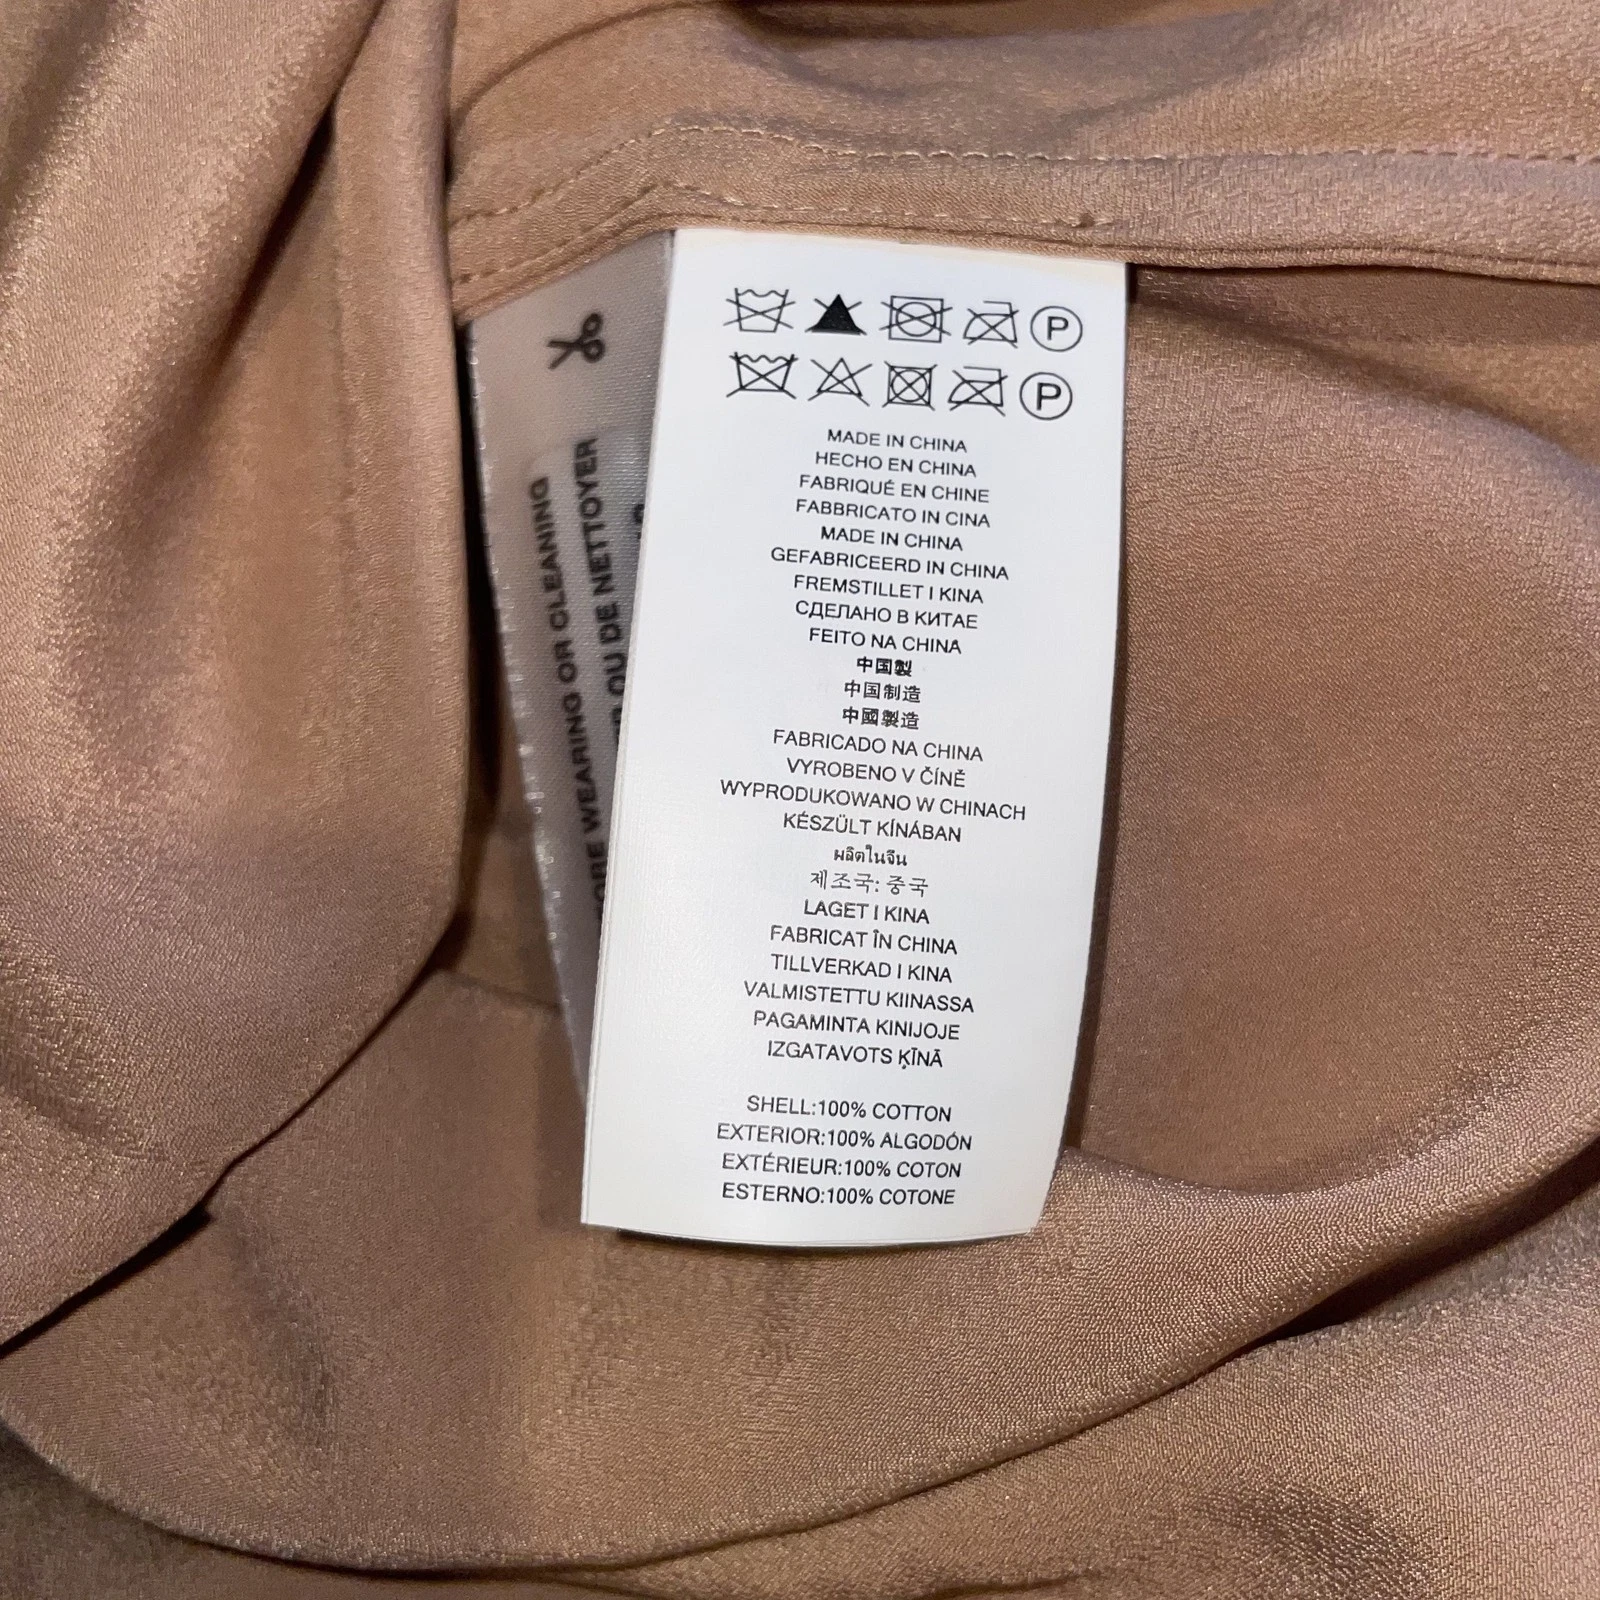 P
P
MADE IN CHINA
HECHO EN CHINA
FABRIQUÉ EN CHINE
FABBRICATO IN CINA
MADE IN CHINA
GEFABRICEERD IN CHINA
FREMSTILLET I KINA
СДЕЛАНО В КИТАЕ
FEITO NA CHINA
中国製
中国制造
中國製造
FABRICADO NA CHINA
VYROBENO V ČÍNĚ
WYPRODUKOWANO W CHINACH
KÉSZÜLT KÍNÁBAN
ผลิตในจีน
제조국: 중국
LAGET I KINA
FABRICAT ÎN CHINA
TILLVERKAD I KINA
VALMISTETTU KIINASSA
PAGAMINTA KINIJOJE
IZGATAVOTS ĶĪNĀ
SHELL:100% COTTON
EXTERIOR:100% ALGODÓN
EXTÉRIEUR:100% COTON
ESTERNO:100% COTONE
WEARING OR CLEANING
OU DE NETTOYER